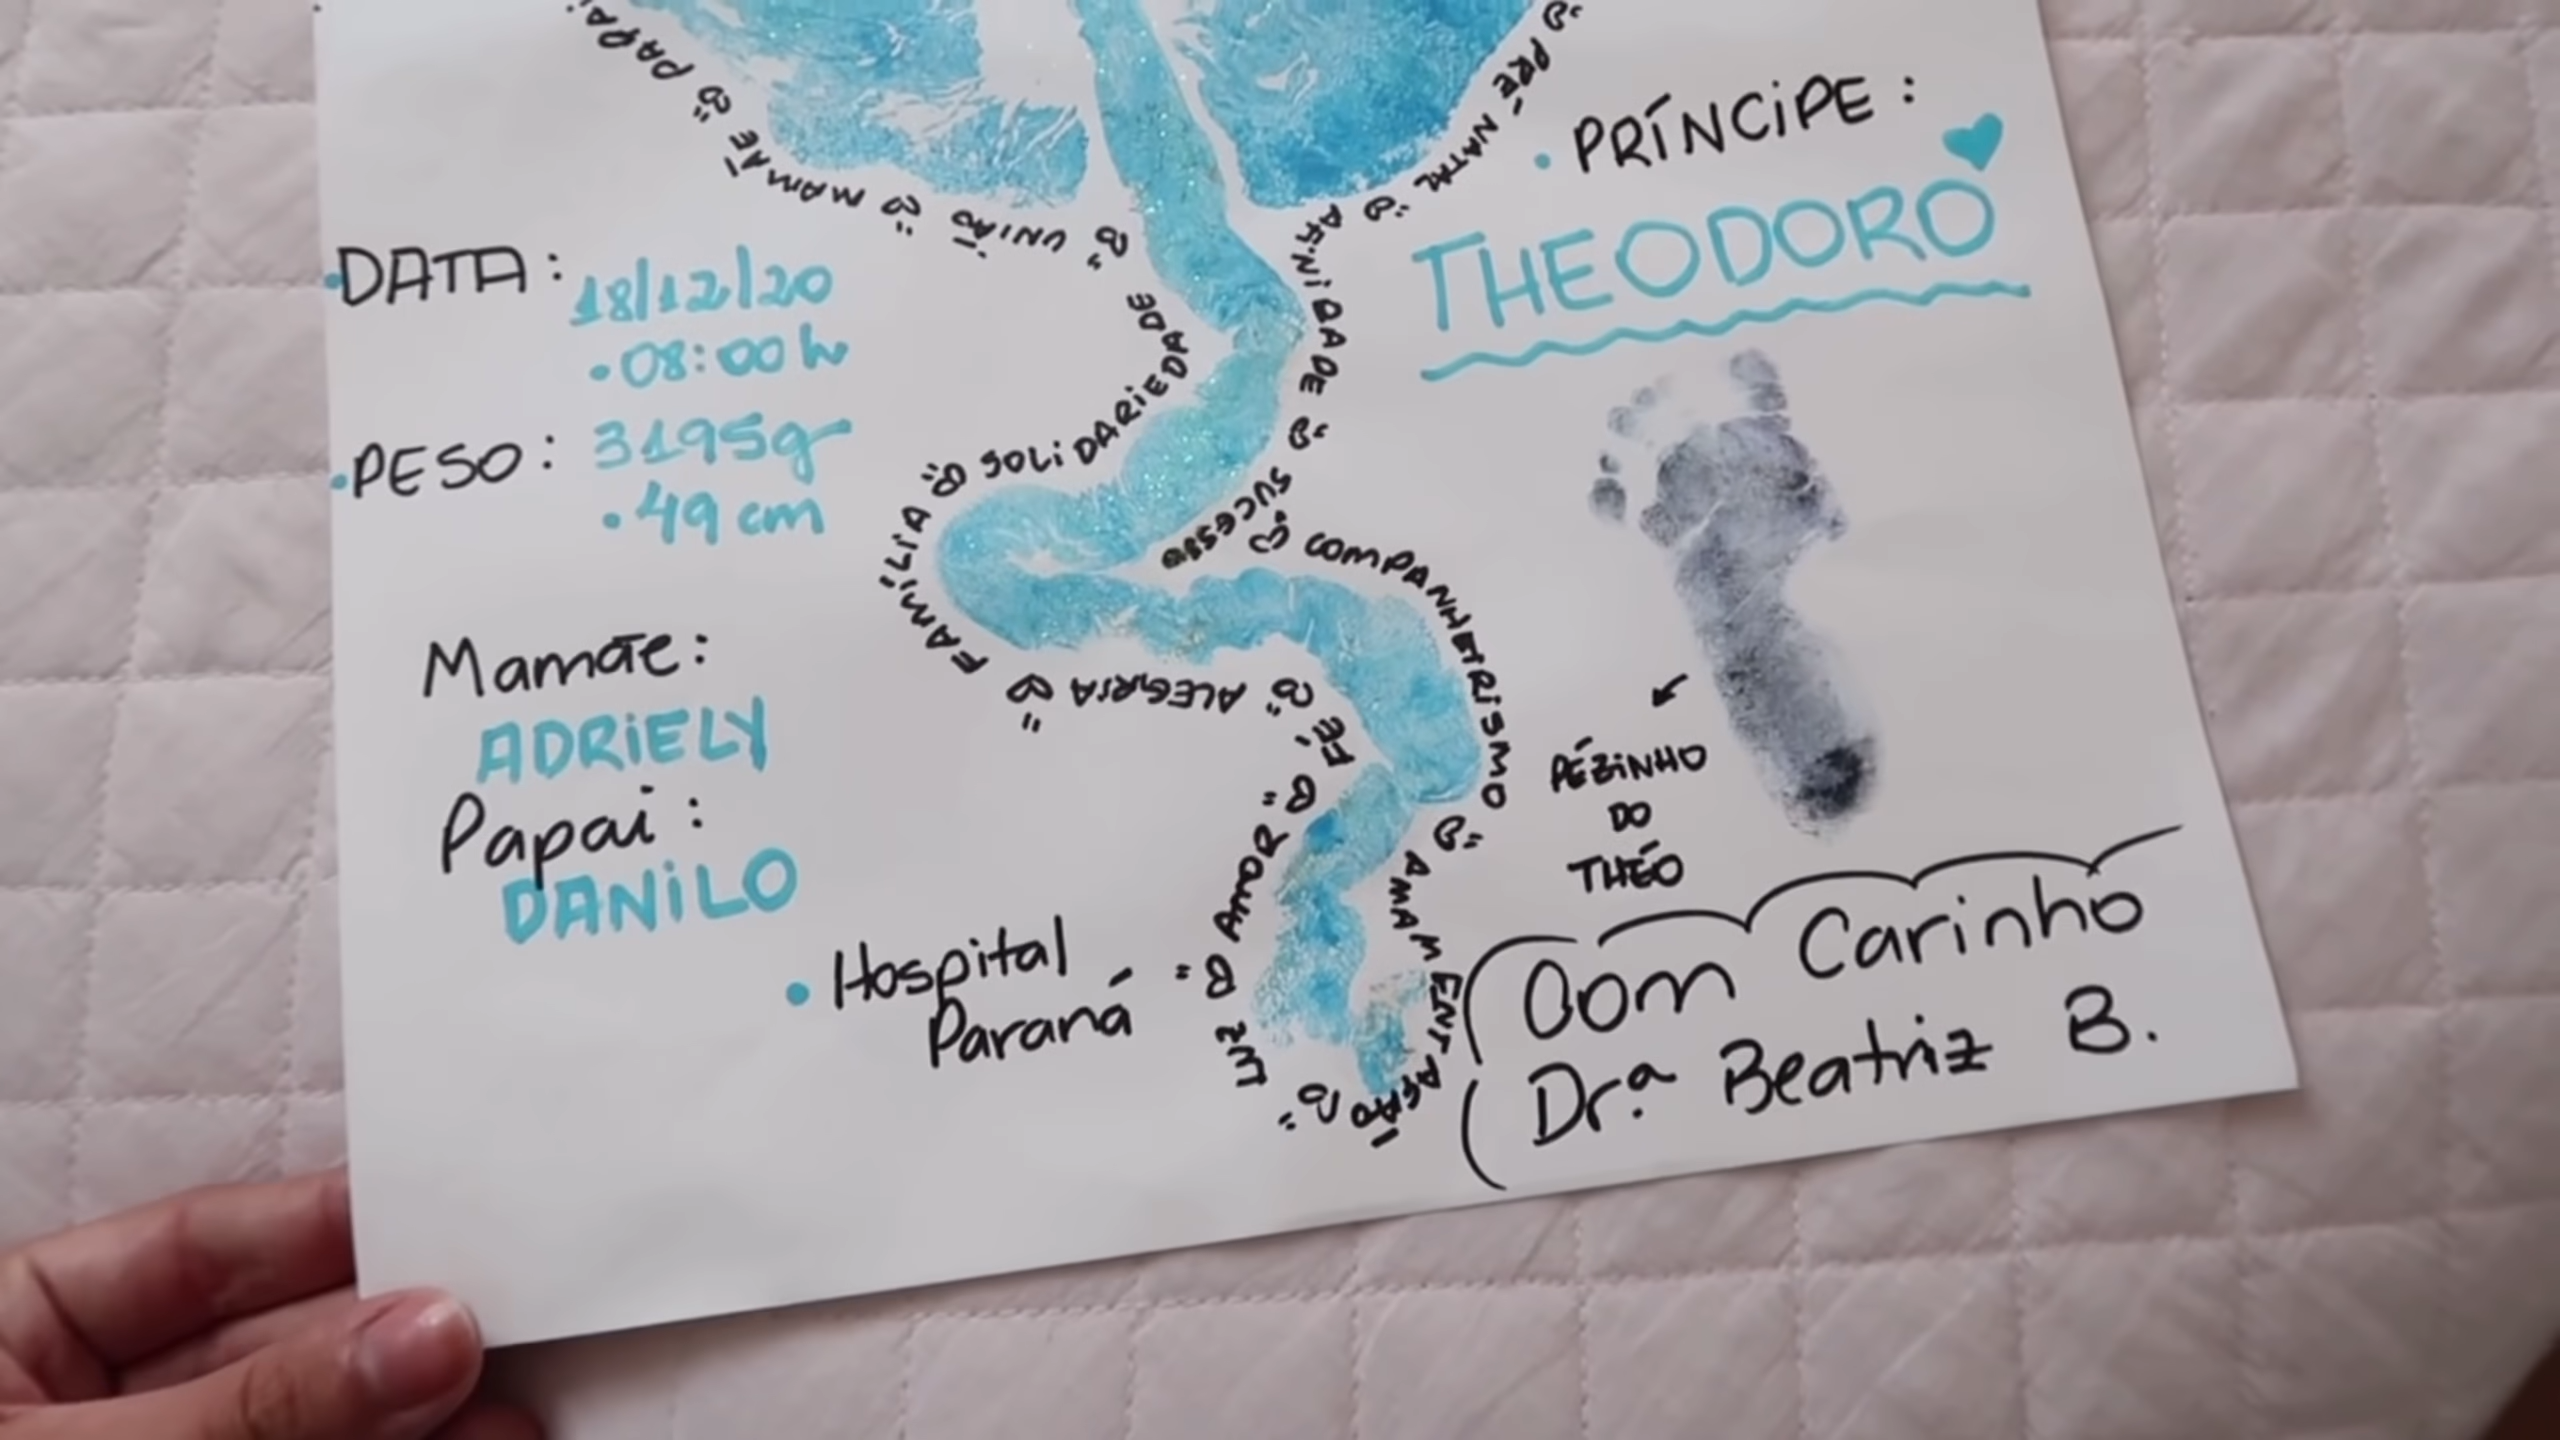 PAPAI
MAMÃE
UNIÃO
PRÉ NATAL
AFINIDADE
SUCESSO
COMPANHEIRISMO
AMAMENTAÇÃO
SOLIDARIEDADE
FAMÍLIA
ALEGRIA
FÉ
AMOR
LUZ
• PRÍNCIPE:
THEODORO
• DATA: 18/12/20
• 08:00 h
• PESO: 3195g
• 49 cm
Mamãe:
ADRIELY
Papai:
DANILO
• Hospital
Paraná
PÉZINHO
DO
THÉO
Com Carinho
Drª Beatriz B.